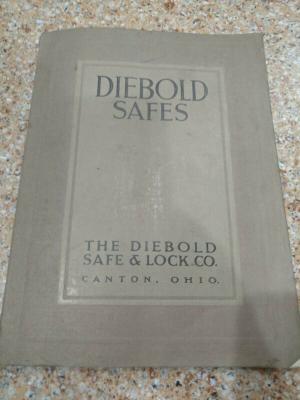 DIEBOLD
SAFES
THE DIEBOLD
SAFE & LOCK.CO.
CANTON, OHIO.